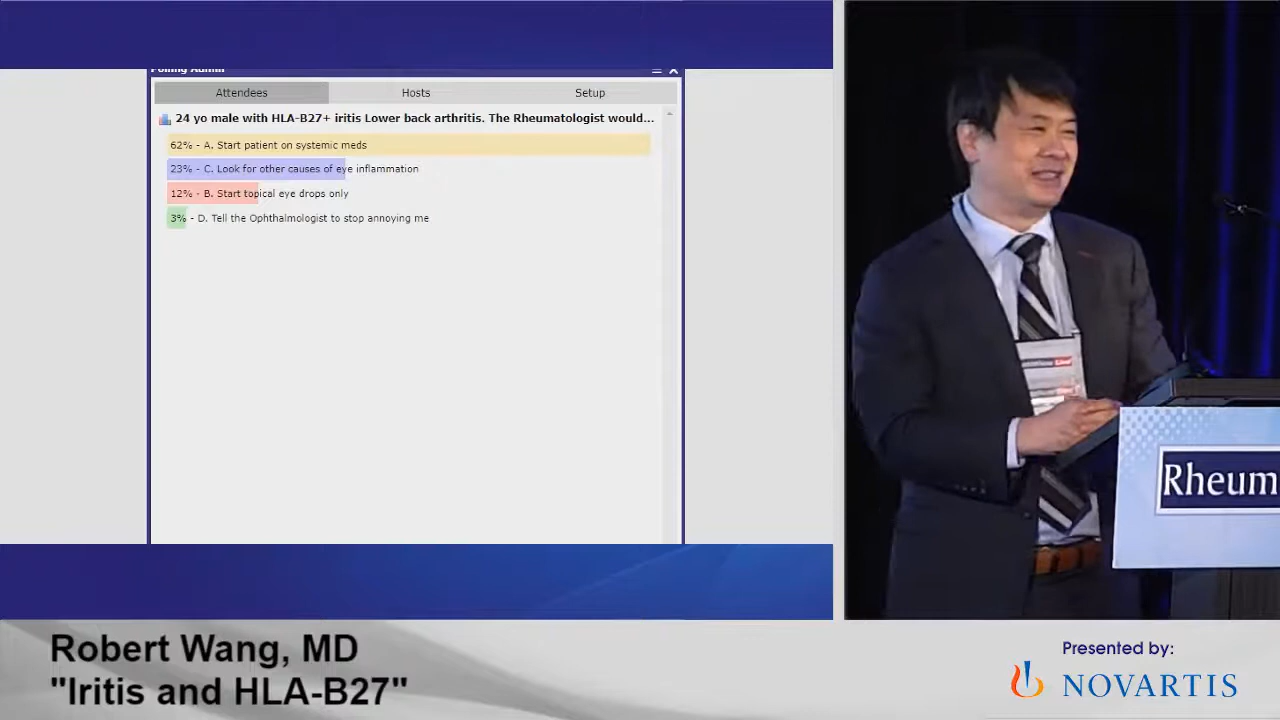 Polling Admin
Attendees
Hosts
Setup
24 yo male with HLA-B27+ iritis Lower back arthritis. The Rheumatologist would...
62% - A. Start patient on systemic meds
23% - C. Look for other causes of eye inflammation
12% - B. Start topical eye drops only
3% - D. Tell the Ophthalmologist to stop annoying me
Rheum
Robert Wang, MD
"Iritis and HLA-B27"
Presented by:
NOVARTIS